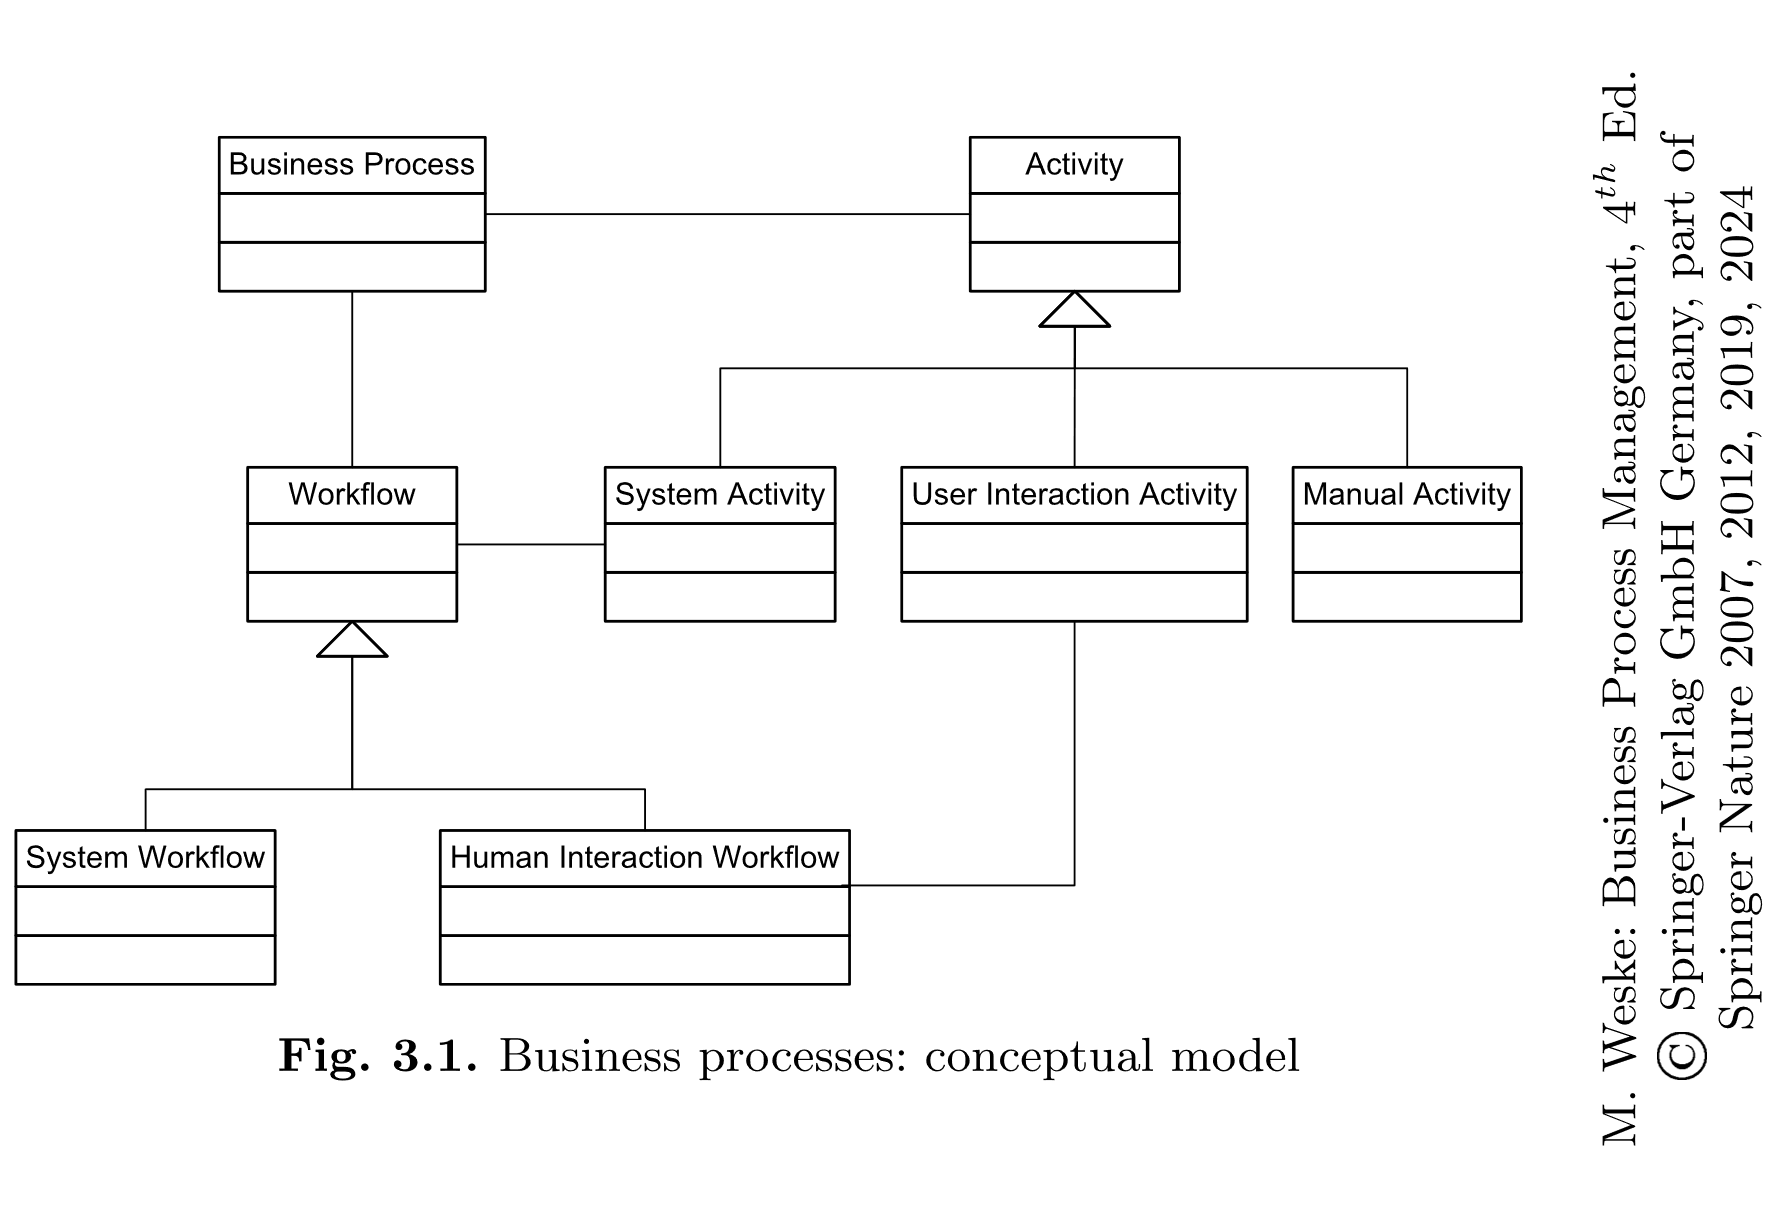 Business Process
Activity
Workflow
System Activity
User Interaction Activity
Manual Activity
System Workflow
Human Interaction Workflow
Fig. 3.1. Business processes: conceptual model
M. Weske: Business Process Management, 4th Ed.
© Springer-Verlag GmbH Germany, part of
Springer Nature 2007, 2012, 2019, 2024